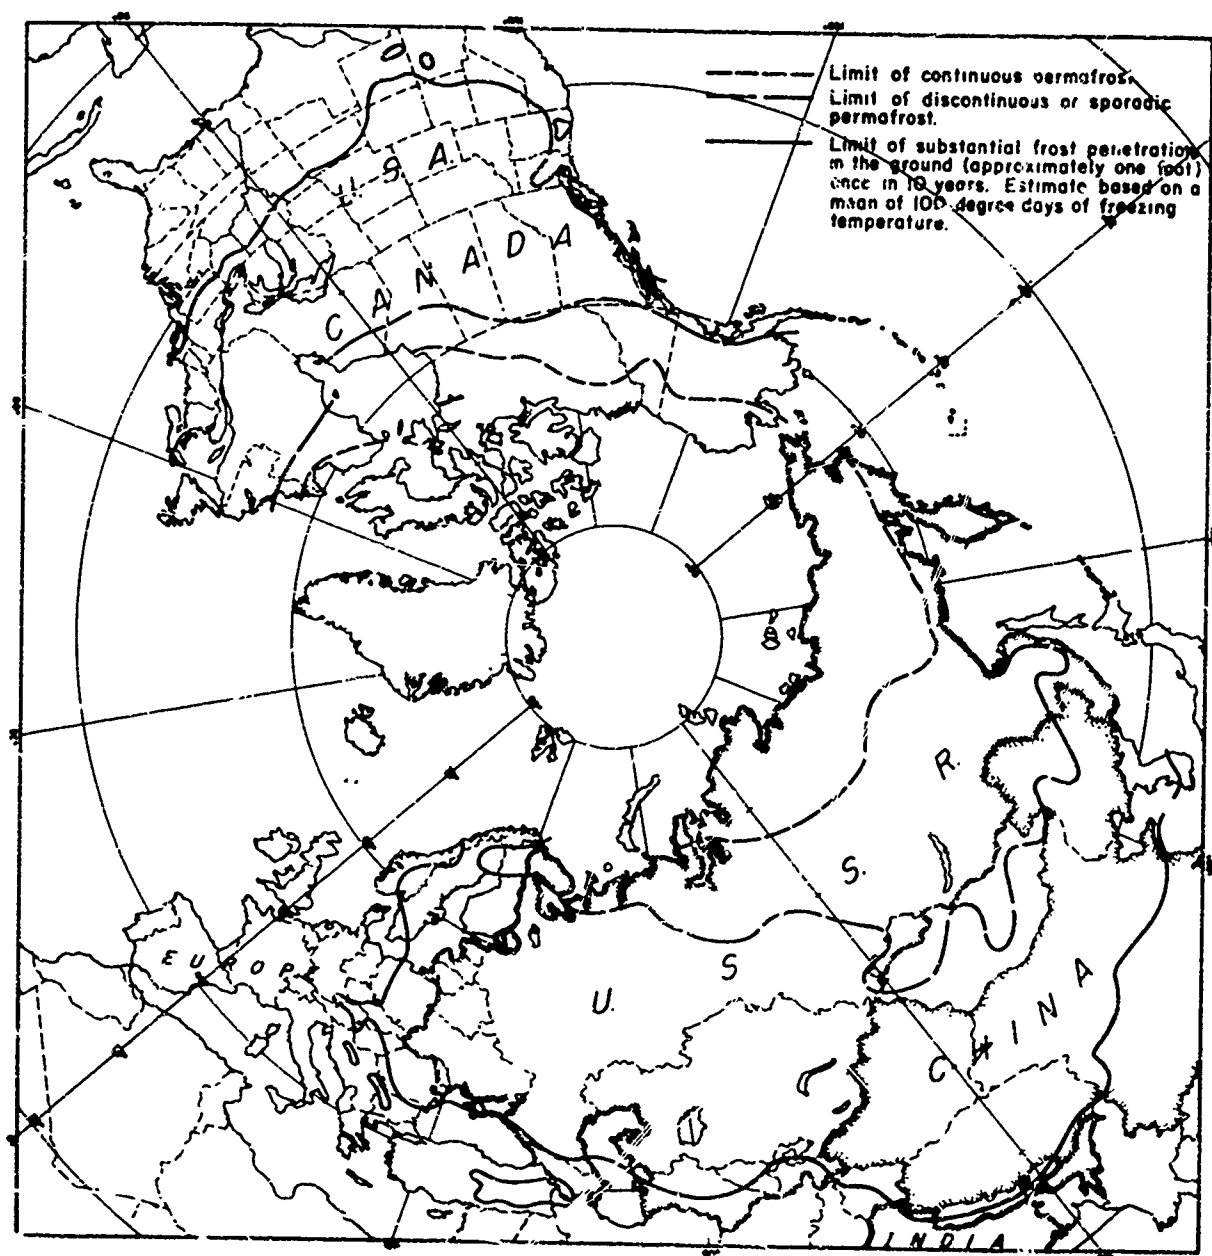 Limit of continuous permafrost.
Limit of discontinuous or sporadic
permafrost.
Limit of substantial frost penetration
in the ground (approximately one foot)
once in 10 years. Estimate based on a
mean of 100 degree days of freezing
temperature.
U. S. A.
CANADA
R.
S.
S
U.
EUROPE
CHINA
INDIA